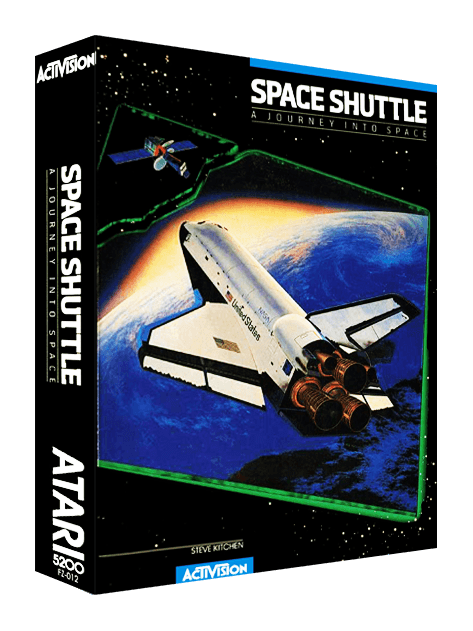 ACTIVISION
SPACE SHUTTLE
A JOURNEY INTO SPACE
ATARI
5200
FZ-012
SPACE SHUTTLE
A JOURNEY INTO SPACE
United States
STEVE KITCHEN
ACTIVISION